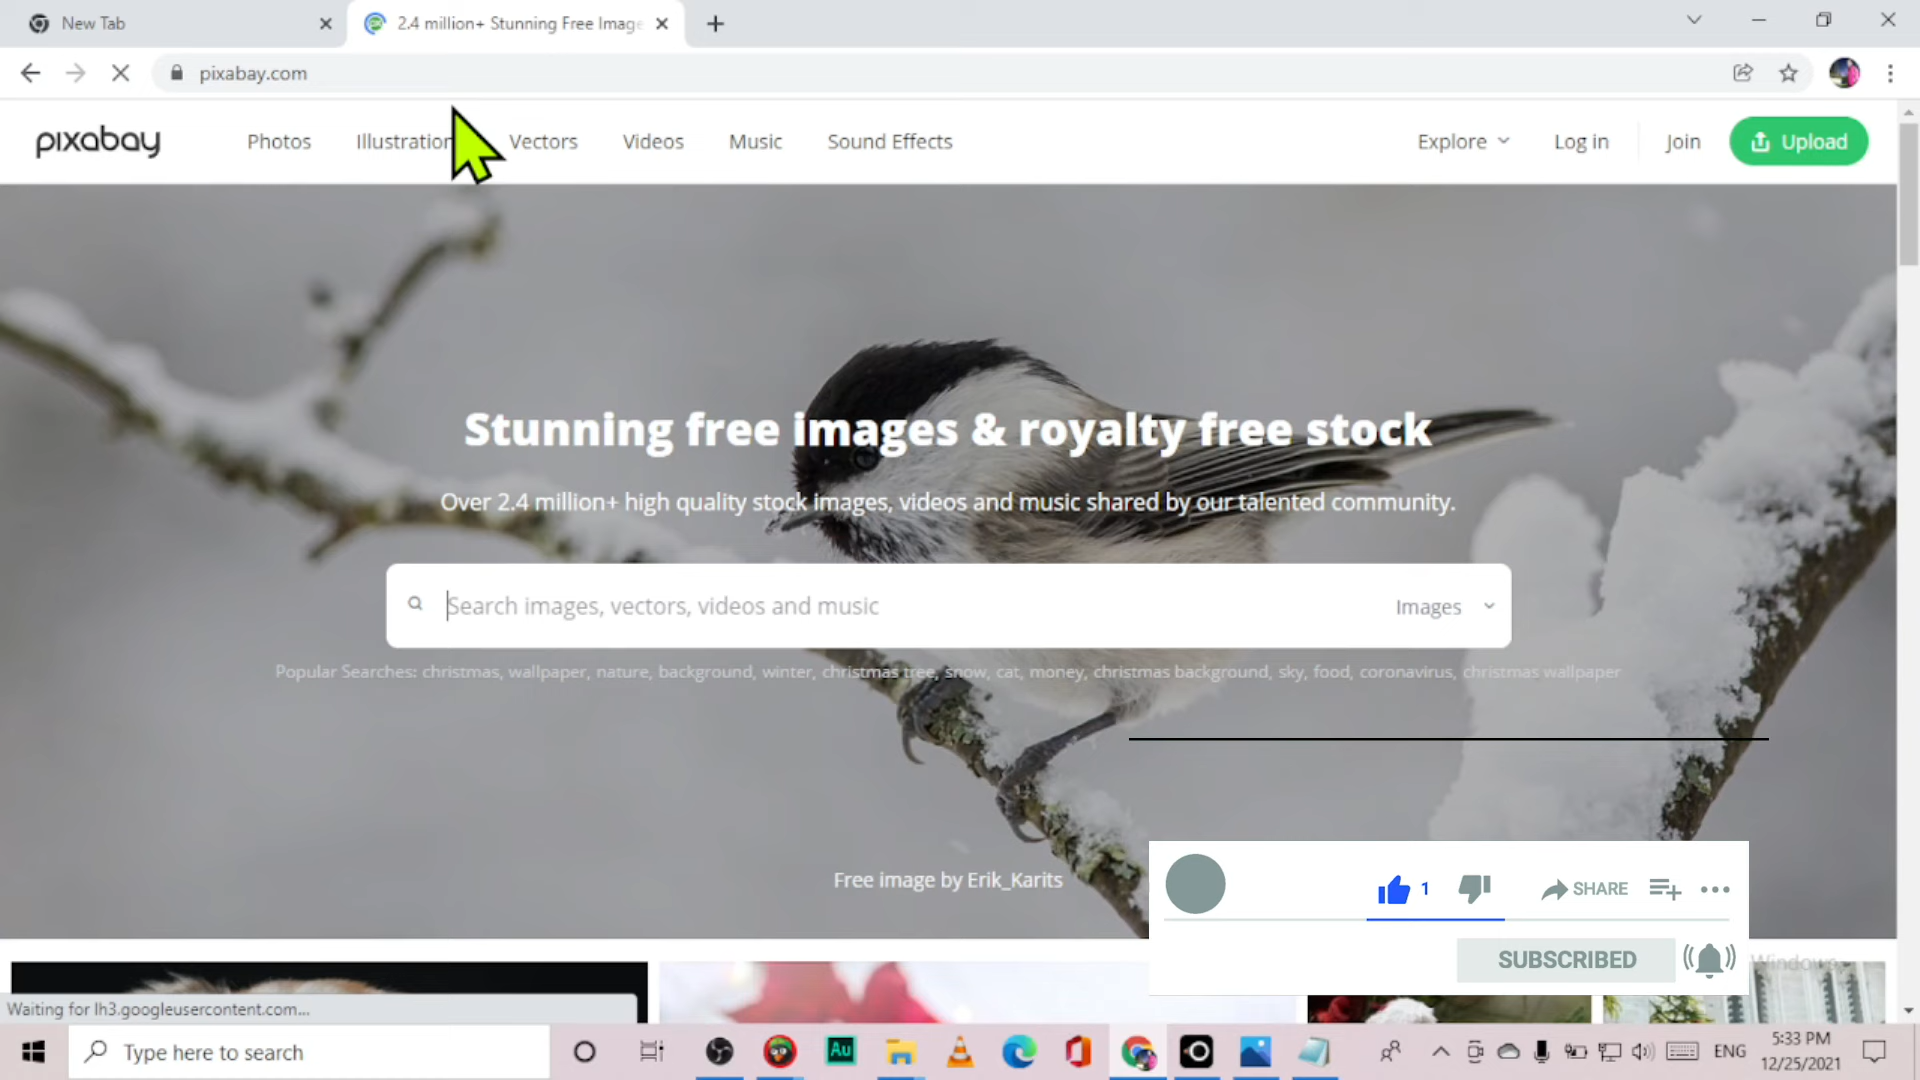 New Tab
2.4 million+ Stunning Free Image
pixabay.com
pixabay
Photos
Illustration
Vectors
Videos
Music
Sound Effects
Explore
Log in
Join
Upload
Stunning free images & royalty free stock
Over 2.4 million+ high quality stock images, videos and music shared by our talented community.
Search images, vectors, videos and music
Images
Popular Searches: christmas, wallpaper, nature, background, winter, christmas tree, snow, cat, money, christmas background, sky, food, coronavirus, christmas wallpaper
Free image by Erik_Karits
1
SHARE
SUBSCRIBED
Windows
Waiting for lh3.googleusercontent.com...
Type here to search
Au
ENG
5:33 PM
12/25/2021